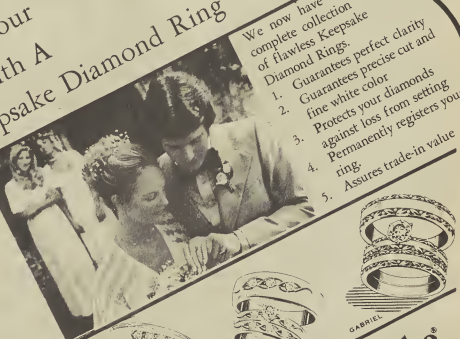 our
th A
psake Diamond Ring
We now have
complete collection
of flawless Keepsake
Diamond Rings.
1. Guarantees perfect clarity
2. Guarantees precise cut and
fine white color
3. Protects your diamonds
against loss from setting
4. Permanently registers you
ring.
5. Assures trade-in value
GABRIEL
®